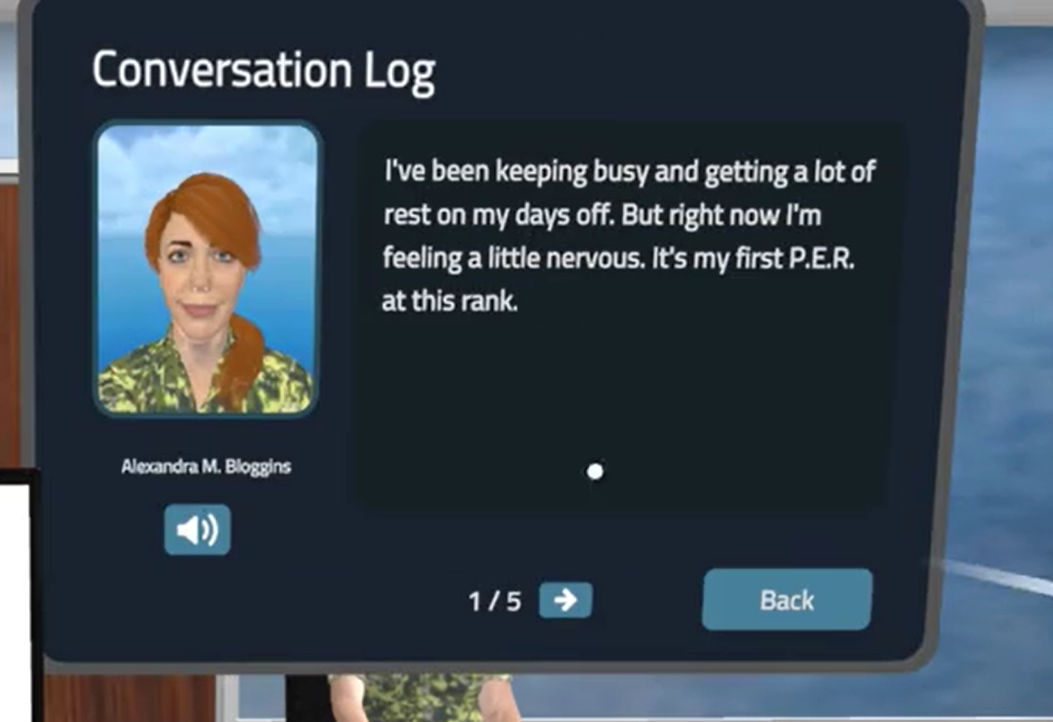 Conversation Log
I've been keeping busy and getting a lot of
rest on my days off. But right now I'm
feeling a little nervous. It's my first P.E.R.
at this rank.
Alexandra M. Bloggins
1 / 5
Back